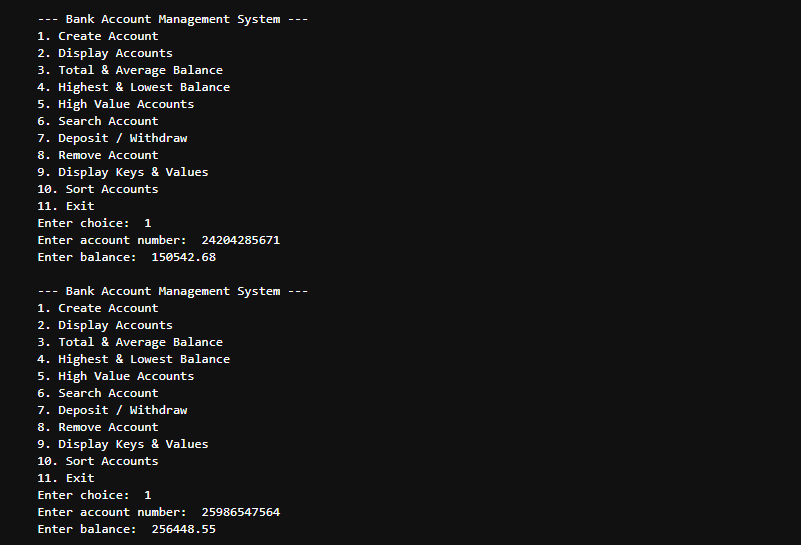 --- Bank Account Management System ---
1. Create Account
2. Display Accounts
3. Total & Average Balance
4. Highest & Lowest Balance
5. High Value Accounts
6. Search Account
7. Deposit / Withdraw
8. Remove Account
9. Display Keys & Values
10. Sort Accounts
11. Exit
Enter choice:  1
Enter account number:  24204285671
Enter balance:  150542.68

--- Bank Account Management System ---
1. Create Account
2. Display Accounts
3. Total & Average Balance
4. Highest & Lowest Balance
5. High Value Accounts
6. Search Account
7. Deposit / Withdraw
8. Remove Account
9. Display Keys & Values
10. Sort Accounts
11. Exit
Enter choice:  1
Enter account number:  25986547564
Enter balance:  256448.55